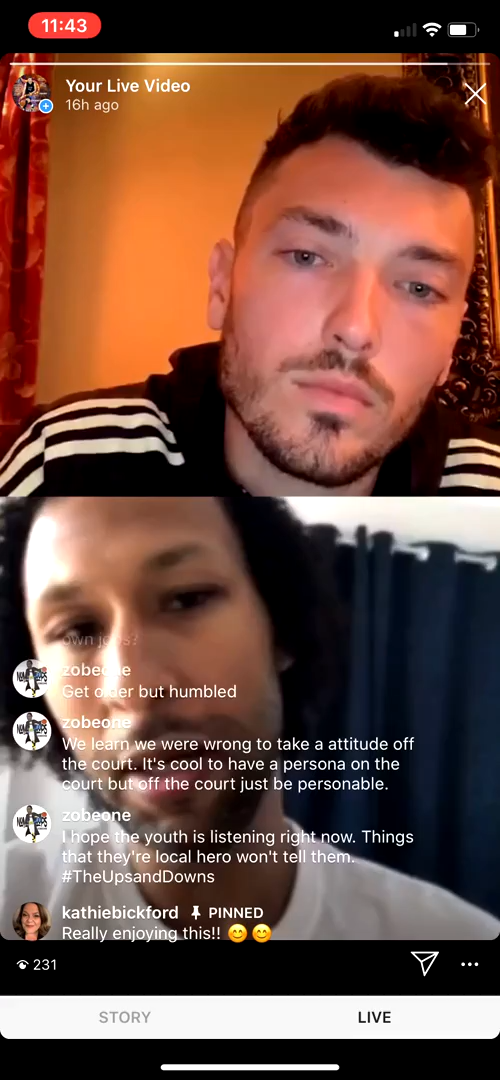 11:43
Your Live Video
16h ago
own jobs?
zobeone
Get older but humbled
zobeone
We learn we were wrong to take a attitude off
the court. It's cool to have a persona on the
court but off the court just be personable.
zobeone
I hope the youth is listening right now. Things
that they're local hero won't tell them.
#TheUpsandDowns
kathiebickford PINNED
Really enjoying this!! 😊 😊
231
STORY
LIVE